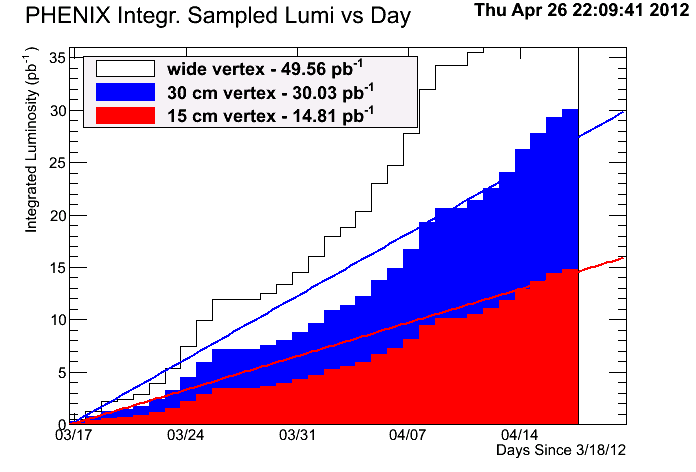 PHENIX Integr. Sampled Lumi vs Day
Thu Apr 26 22:09:41 2012
Integrated Luminosity (pb⁻¹)
35
30
25
20
15
10
5
0
wide vertex - 49.56 pb⁻¹
30 cm vertex - 30.03 pb⁻¹
15 cm vertex - 14.81 pb⁻¹
03/17 03/24 03/31 04/07 04/14
Days Since 3/18/12